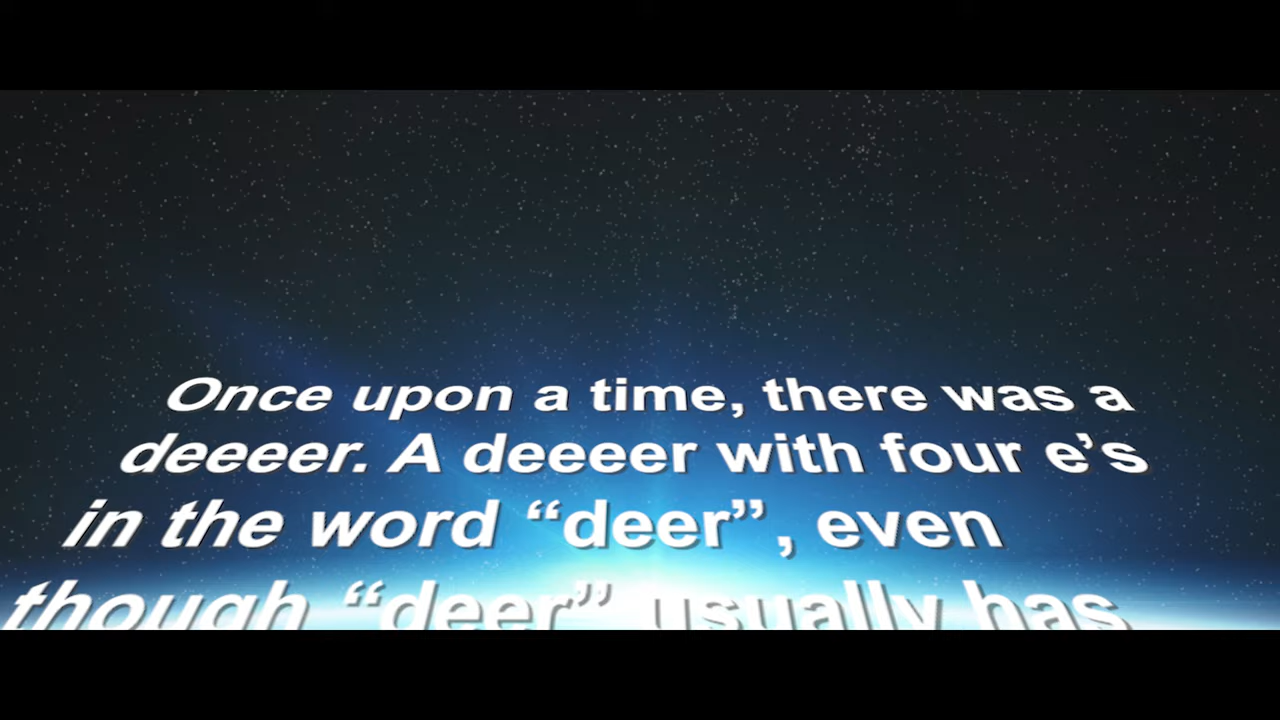 Once upon a time, there was a
deeeer. A deeeer with four e’s
in the word “deer”, even
though “deer” usually has